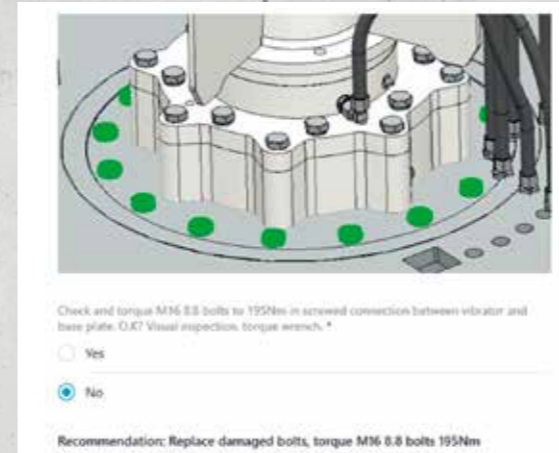 Check and torque M16 8.8 bolts to 195Nm in screwed connection between vibrator and
base plate. O.K? Visual inspection, torque wrench. *
Yes
No
Recommendation: Replace damaged bolts, torque M16 8.8 bolts 195Nm